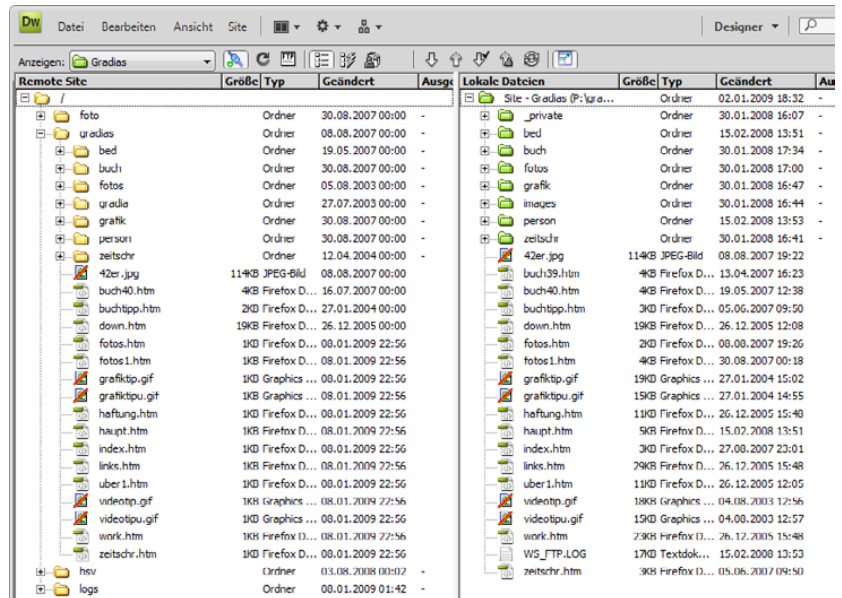 Dw Datei Bearbeiten Ansicht Site Designer
Anzeigen: Gradias
Remote Site Größe Typ Geändert Ausgc
/
foto Ordner 30.08.2007 00:00 -
gradias Ordner 08.08.2007 00:00 -
bed Ordner 19.05.2007 00:00 -
buch Ordner 30.08.2007 00:00 -
fotos Ordner 05.08.2003 00:00 -
gradia Ordner 27.07.2003 00:00 -
grafik Ordner 30.08.2007 00:00 -
person Ordner 30.08.2007 00:00 -
zeitschr Ordner 12.04.2004 00:00 -
42er.jpg 114KB JPEG-Bild 08.08.2007 00:00
buch40.htm 4KB Firefox D... 16.07.2007 00:00
buchtipp.htm 2KB Firefox D... 27.01.2004 00:00
down.htm 19KB Firefox D... 26.12.2005 00:00
fotos.htm 1KB Firefox D... 08.01.2009 22:56
fotos1.htm 1KB Firefox D... 08.01.2009 22:56
grafiktip.gif 1KB Graphics ... 08.01.2009 22:56
grafiktipu.gif 1KB Graphics ... 08.01.2009 22:56
haftung.htm 1KB Firefox D... 08.01.2009 22:56
haupt.htm 1KB Firefox D... 08.01.2009 22:56
index.htm 1KB Firefox D... 08.01.2009 22:56
links.htm 1KB Firefox D... 08.01.2009 22:56
uber1.htm 1KB Firefox D... 08.01.2009 22:56
videotip.gif 1KB Graphics ... 08.01.2009 22:56
videotipu.gif 1KB Graphics ... 08.01.2009 22:56
work.htm 1KB Firefox D... 08.01.2009 22:56
zeitschr.htm 1KB Firefox D... 08.01.2009 22:56
hsv Ordner 03.08.2008 00:02 -
logs Ordner 08.01.2009 01:42 -
Lokale Dateien Größe Typ Geändert Au
Site - Gradias (P:\gra... Ordner 02.01.2009 18:32 -
_private Ordner 30.01.2008 16:07 -
bed Ordner 15.02.2008 13:51 -
buch Ordner 30.01.2008 17:34 -
fotos Ordner 30.01.2008 17:00 -
grafik Ordner 30.01.2008 16:47 -
images Ordner 30.01.2008 16:44 -
person Ordner 15.02.2008 13:53 -
zeitschr Ordner 30.01.2008 16:41 -
42er.jpg 114KB JPEG-Bild 08.08.2007 19:22
buch39.htm 4KB Firefox D... 13.04.2007 16:23
buch40.htm 4KB Firefox D... 19.05.2007 12:38
buchtipp.htm 3KB Firefox D... 05.06.2007 09:50
down.htm 19KB Firefox D... 26.12.2005 12:08
fotos.htm 2KB Firefox D... 08.08.2007 19:26
fotos1.htm 4KB Firefox D... 30.08.2007 00:18
grafiktip.gif 19KB Graphics ... 27.01.2004 15:02
grafiktipu.gif 15KB Graphics ... 27.01.2004 14:55
haftung.htm 11KB Firefox D... 26.12.2005 15:48
haupt.htm 5KB Firefox D... 15.02.2008 13:51
index.htm 3KB Firefox D... 27.08.2007 23:01
links.htm 29KB Firefox D... 26.12.2005 15:48
uber1.htm 11KB Firefox D... 26.12.2005 12:05
videotip.gif 18KB Graphics ... 04.08.2003 12:56
videotipu.gif 15KB Graphics ... 04.08.2003 12:57
work.htm 23KB Firefox D... 26.12.2005 15:48
WS_FTP.LOG 17KB Textdok... 15.02.2008 13:53
zeitschr.htm 3KB Firefox D... 05.06.2007 09:50